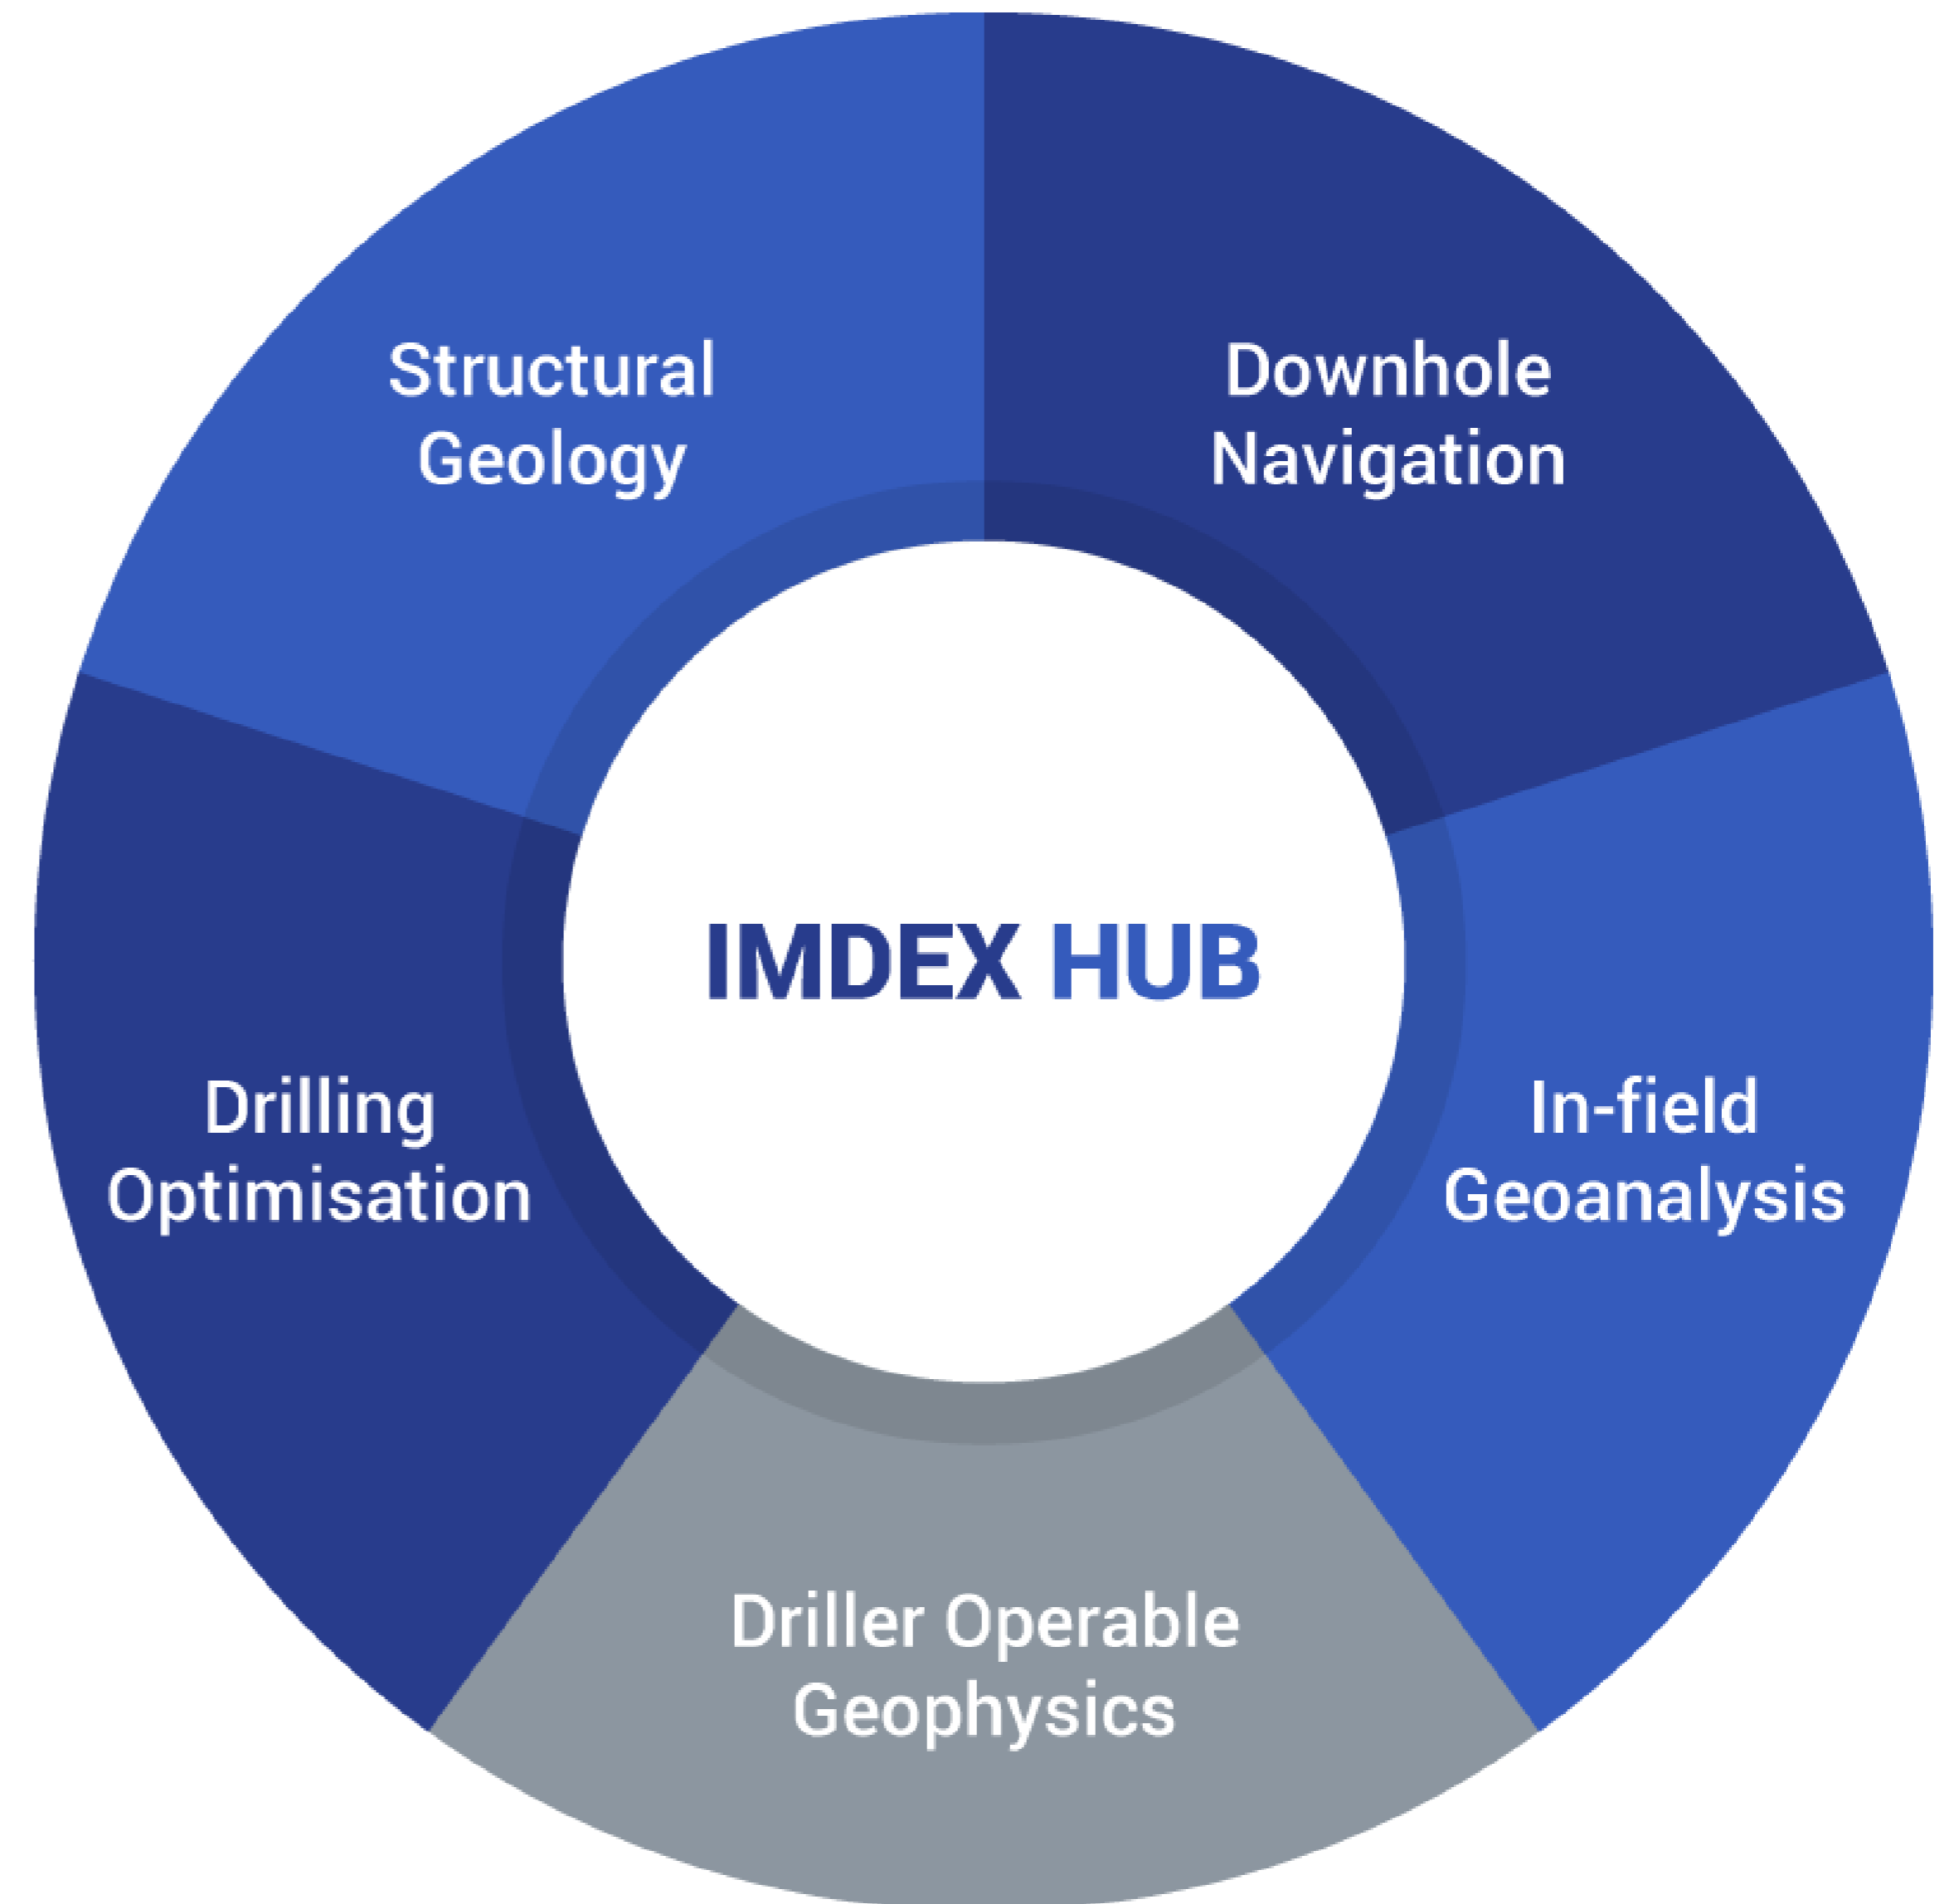 Structural
Geology
Downhole
Navigation
IMDEX HUB
Drilling
Optimisation
In-field
Geoanalysis
Driller Operable
Geophysics